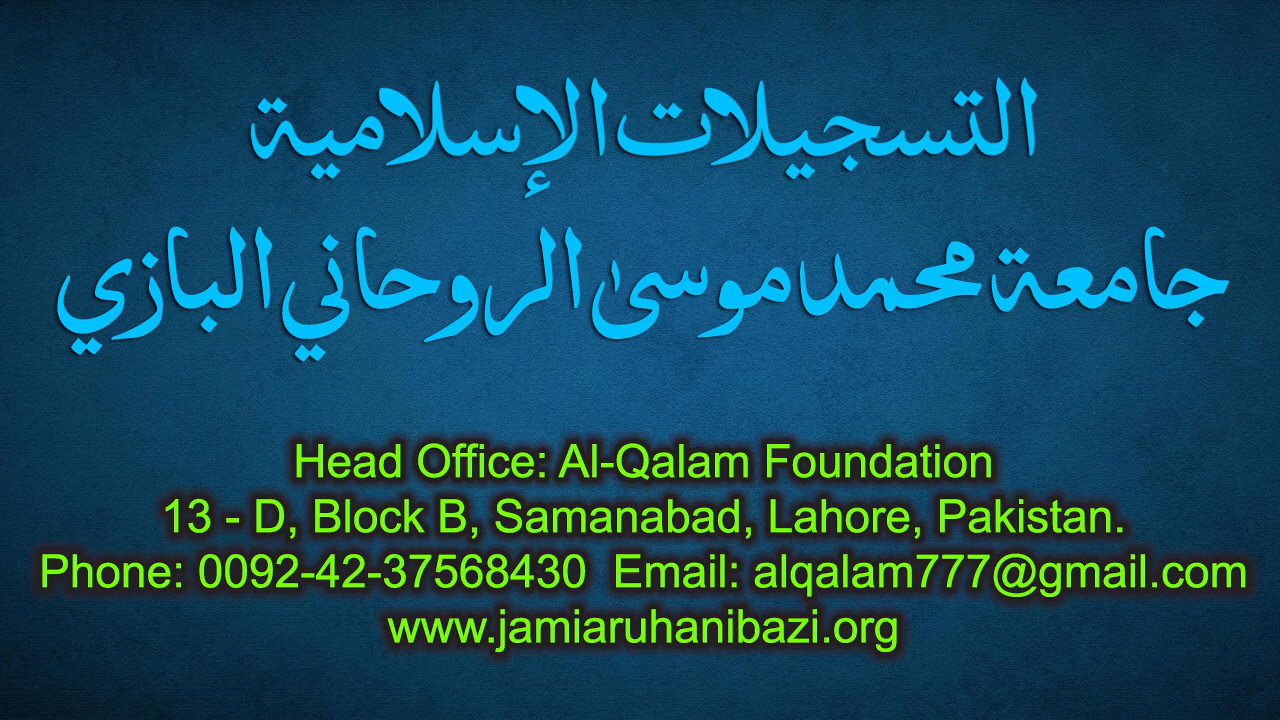 التسجيلات الإسلامية
جامعة محمد موسىٰ الروحاني البازي
Head Office: Al-Qalam Foundation
13 - D, Block B, Samanabad, Lahore, Pakistan.
Phone: 0092-42-37568430  Email: alqalam777@gmail.com
www.jamiaruhanibazi.org